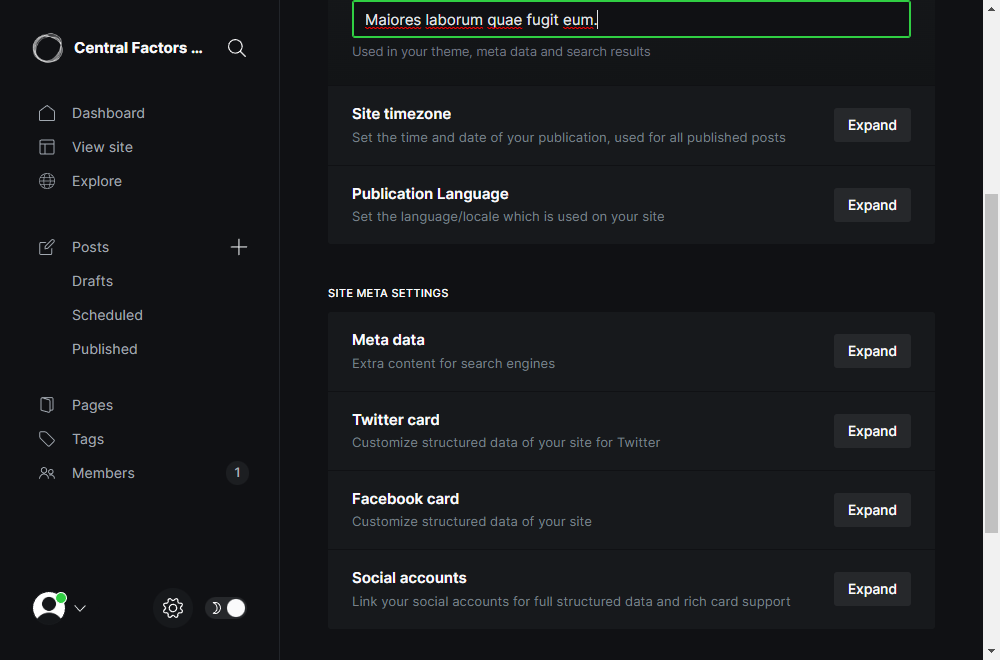 Central Factors ...
Dashboard
View site
Explore
Posts
Drafts
Scheduled
Published
Pages
Tags
Members
1
Maiores laborum quae fugit eum.
Used in your theme, meta data and search results
Site timezone
Set the time and date of your publication, used for all published posts
Expand
Publication Language
Set the language/locale which is used on your site
Expand
SITE META SETTINGS
Meta data
Extra content for search engines
Expand
Twitter card
Customize structured data of your site for Twitter
Expand
Facebook card
Customize structured data of your site
Expand
Social accounts
Link your social accounts for full structured data and rich card support
Expand